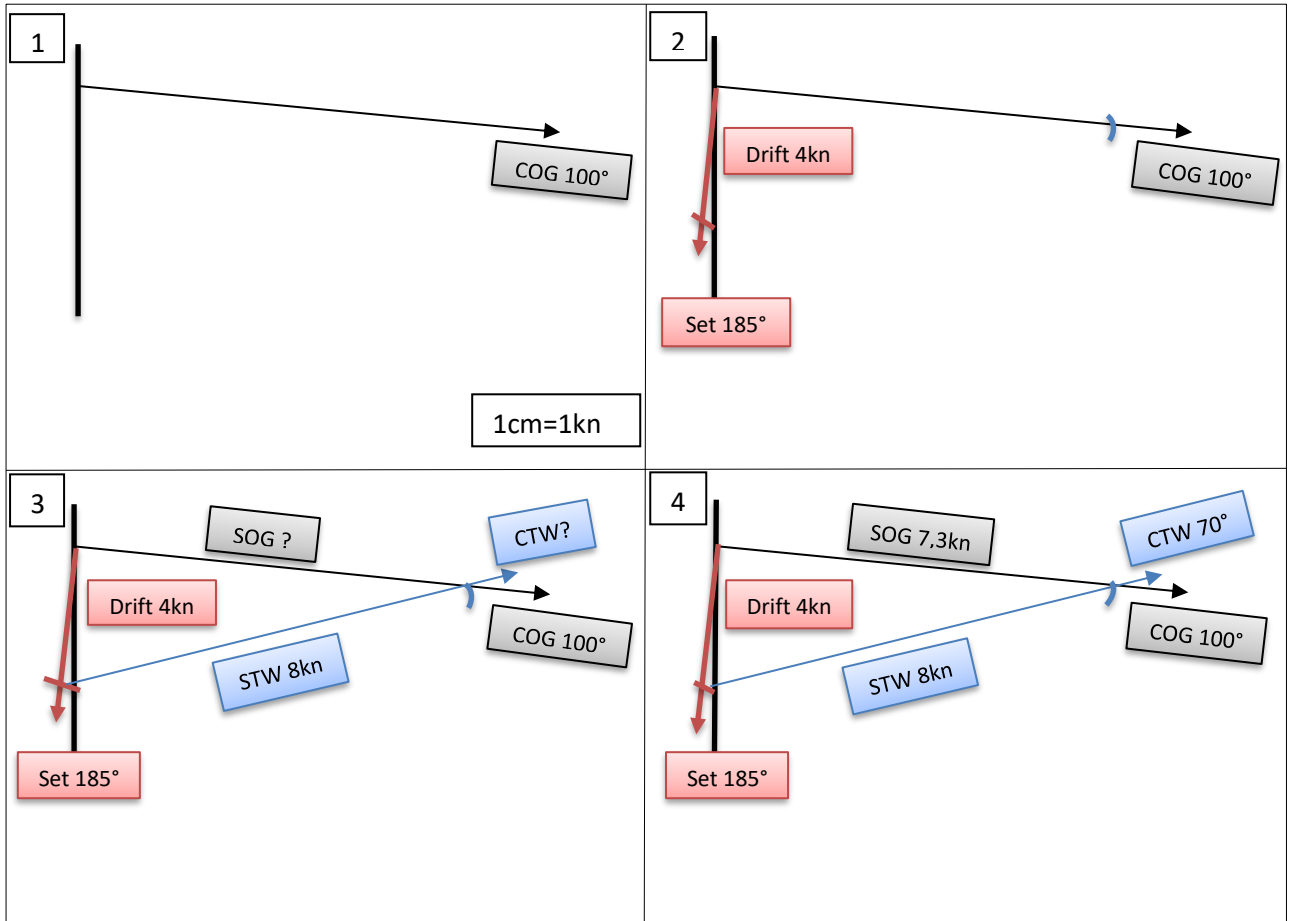 1
COG 100°
1cm=1kn
2
Drift 4kn
COG 100°
Set 185°
3
SOG ?
CTW?
Drift 4kn
COG 100°
STW 8kn
Set 185°
4
SOG 7,3kn
CTW 70°
Drift 4kn
COG 100°
STW 8kn
Set 185°